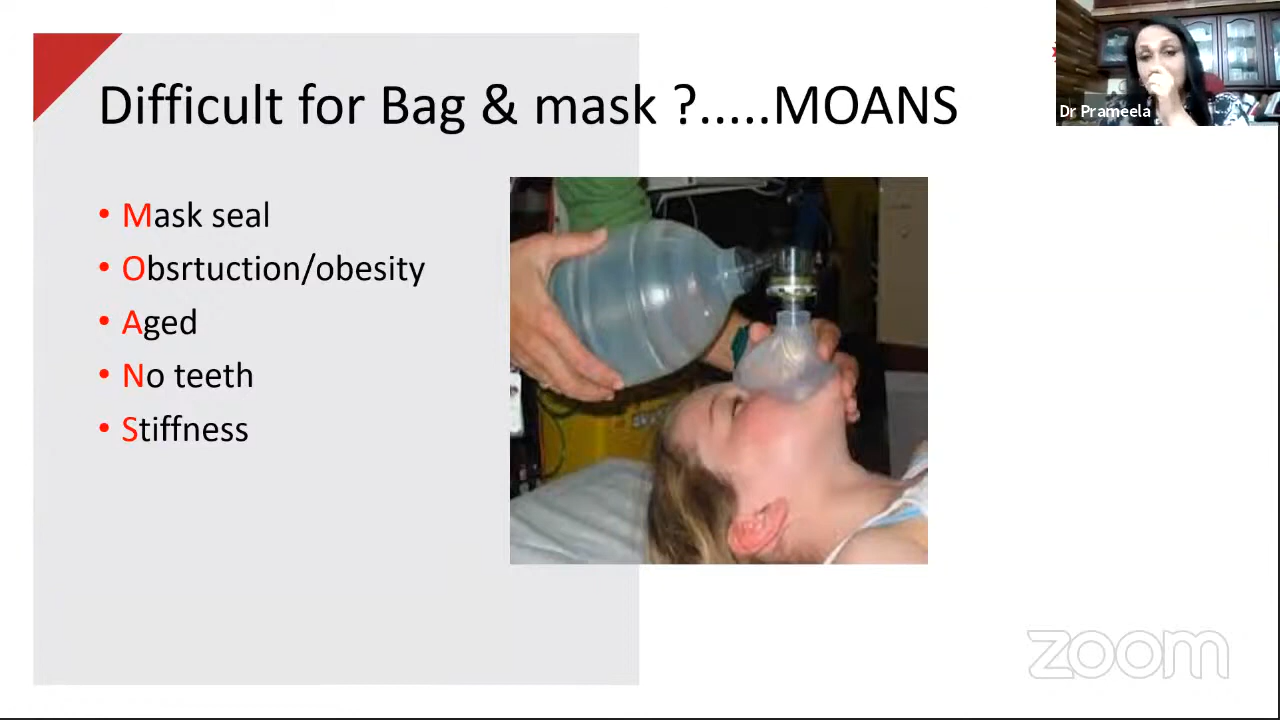 Difficult for Bag & mask ?.....MOANS
• Mask seal
• Obsrtuction/obesity
• Aged
• No teeth
• Stiffness
Dr Prameela
zoom